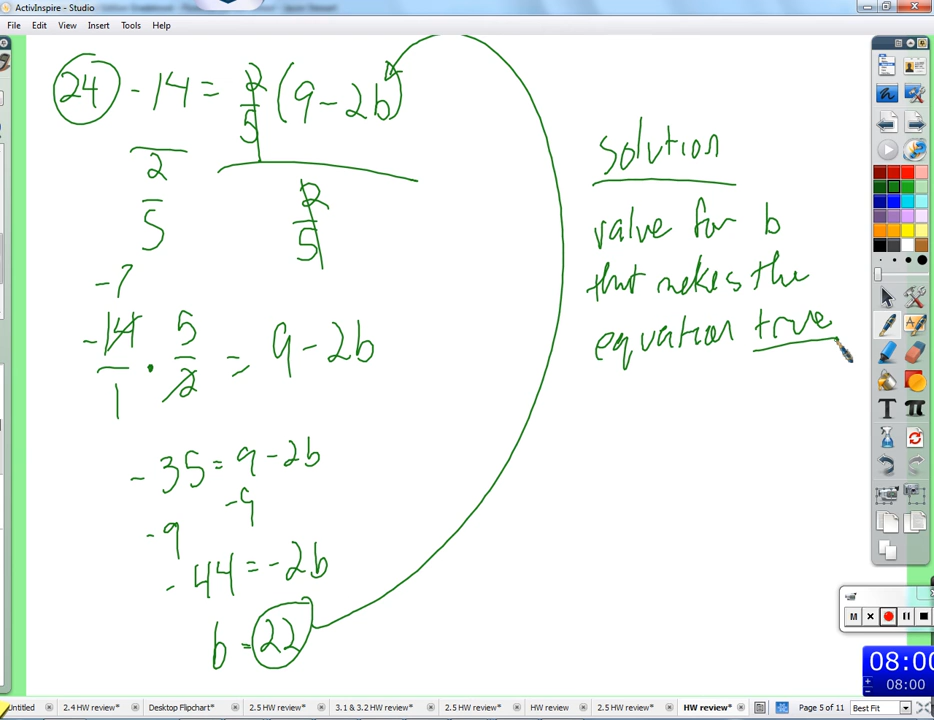 ActivInspire - Studio
File Edit View Insert Tools Help
24 - 14 = 2/5 (9 - 2b)
2/5 2/5
-7
-14/1 · 5/2 = 9 - 2b
- 35 = 9 - 2b
- 9 - 9
- 44 = - 2b
b = 22
solution
value for b
that makes the
equation true
M
08:00
08:00
Untitled 2.4 HW review* Desktop Flipchart* 2.5 HW review* 3.1 & 3.2 HW review* 2.5 HW review* HW review 2.5 HW review* HW review* Page 5 of 11 Best Fit